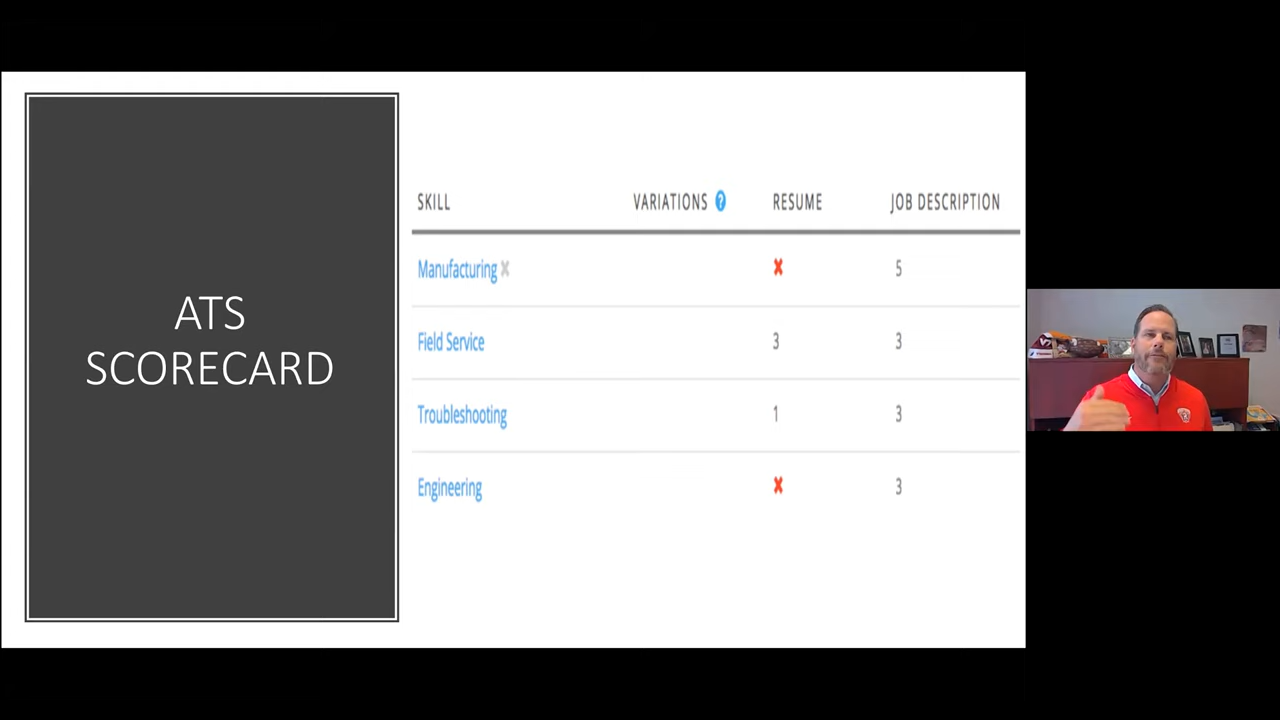 ATS
SCORECARD
SKILL VARIATIONS ? RESUME JOB DESCRIPTION
Manufacturing x ✘ 5
Field Service 3 3
Troubleshooting 1 3
Engineering ✘ 3